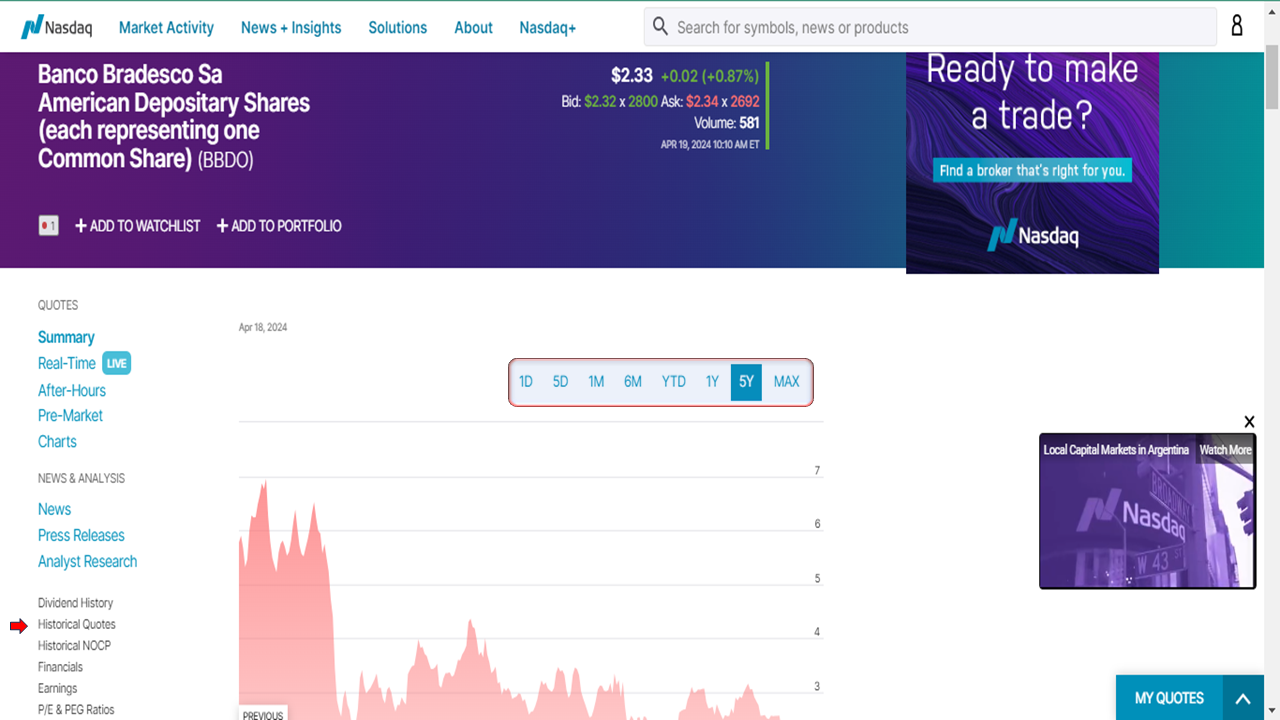 Nasdaq
Market Activity
News + Insights
Solutions
About
Nasdaq+
Search for symbols, news or products
Banco Bradesco Sa
American Depositary Shares
(each representing one
Common Share) (BBDO)
$2.33 +0.02 (+0.87%)
Bid: $2.32 x 2800 Ask: $2.34 x 2692
Volume: 581
APR 19, 2024 10:10 AM ET
1
+ ADD TO WATCHLIST
+ ADD TO PORTFOLIO
Ready to make
a trade?
Find a broker that's right for you.
Nasdaq
QUOTES
Summary
Real-Time LIVE
After-Hours
Pre-Market
Charts
NEWS & ANALYSIS
News
Press Releases
Analyst Research
Dividend History
Historical Quotes
Historical NOCP
Financials
Earnings
P/E & PEG Ratios
Apr 18, 2024
1D 5D 1M 6M YTD 1Y 5Y MAX
7
6
5
4
3
PREVIOUS
X
Local Capital Markets in Argentina
Watch More
BROADWAY
Nasdaq
W 43 ST
MY QUOTES